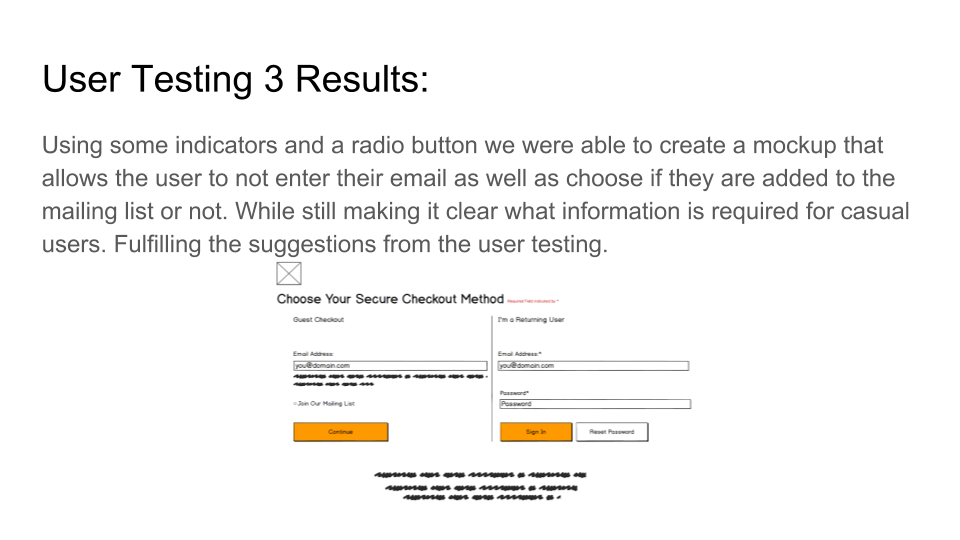 User Testing 3 Results:
Using some indicators and a radio button we were able to create a mockup that
allows the user to not enter their email as well as choose if they are added to the
mailing list or not. While still making it clear what information is required for casual
users. Fulfilling the suggestions from the user testing.
Choose Your Secure Checkout Method Required Field indicated by *
Guest Checkout
I'm a Returning User
Email Address:
you@domain.com
Join Our Mailing List
Continue
Email Address:*
you@domain.com
Password*
Password
Sign In
Reset Password